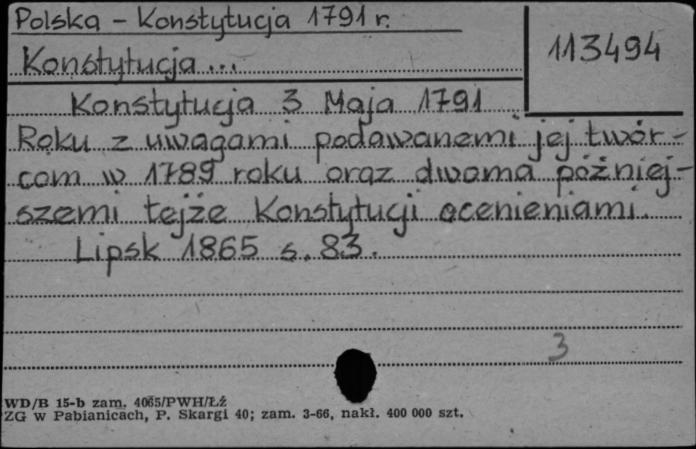 Polska - Konstytucja 1791 r.
113494
Konstytucja ...
Konstytucja 3 Maja 1791
Roku z uwagami podawanemi jej twór-
com w 1789 roku oraz dwoma później-
szemi tejże Konstytucji ocenieniami.
Lipsk 1865 s. 83.
3
WD/B 15-b zam. 4065/PWH/Łź
ZG w Pabianicach, P. Skargi 40; zam. 3-66, nakł. 400 000 szt.